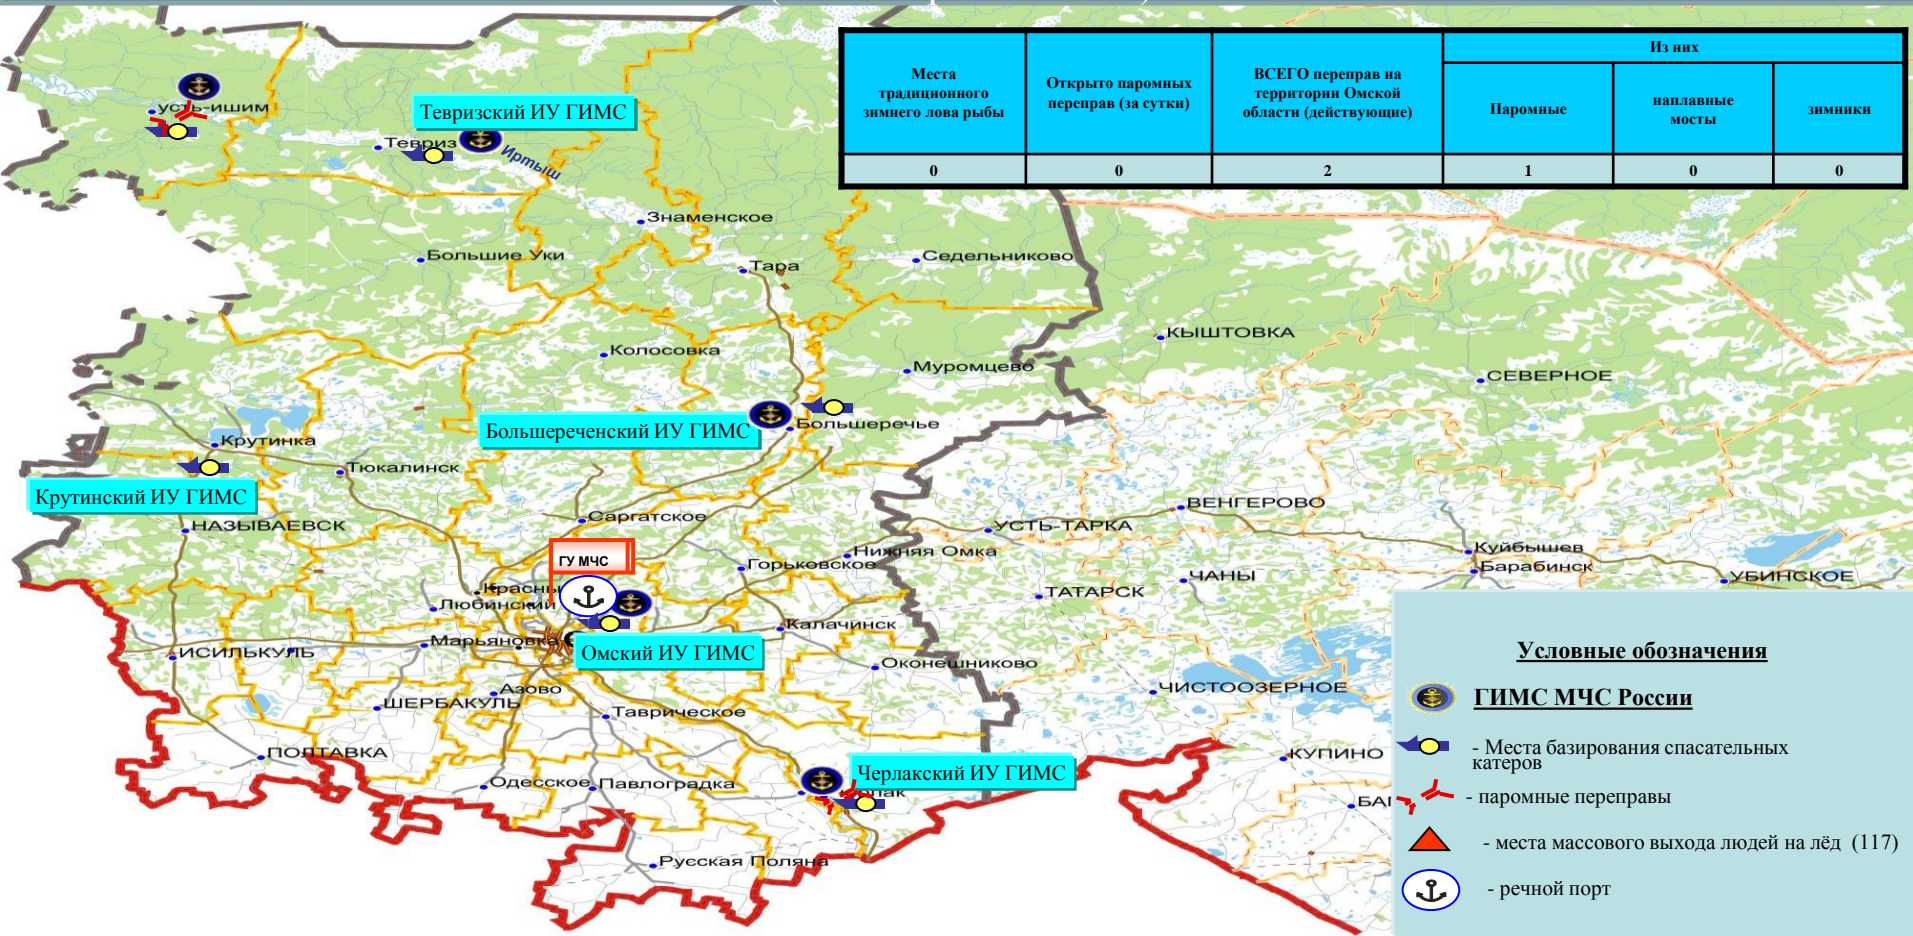 Из них
Места
традиционного
зимнего лова рыбы
Открыто паромных
переправ (за сутки)
ВСЕГО переправ на
территории Омской
области (действующие)
Паромные
наплавные
мосты
зимники
0
0
2
1
0
0
усть-ишим
Тевризский ИУ ГИМС
Тевриз
Иртыш
Знаменское
Большие Уки
Тара
Седельниково
КЫШТОВКА
Колосовка
Муромцево
СЕВЕРНОЕ
Большереченский ИУ ГИМС
Большеречье
Крутинка
Тюкалинск
Крутинский ИУ ГИМС
НАЗЫВАЕВСК
ВЕНГЕРОВО
Саргатское
УСТЬ-ТАРКА
ГУ МЧС
Нижняя Омка
Горьковское
Куйбышев
Барабинск
УБИНСКОЕ
ЧАНЫ
Красны
Любинский
ТАТАРСК
Калачинск
Марьяновка
Омский ИУ ГИМС
ИСИЛЬКУЛЬ
Оконешниково
Азово
ЧИСТООЗЕРНОЕ
ШЕРБАКУЛЬ
Таврическое
ПОЛТАВКА
КУПИНО
Черлакский ИУ ГИМС
Одесское
Павлоградка
лак
БАГ
Русская Поляна
Условные обозначения
ГИМС МЧС России
- Места базирования спасательных
катеров
- паромные переправы
- места массового выхода людей на лёд (117)
- речной порт